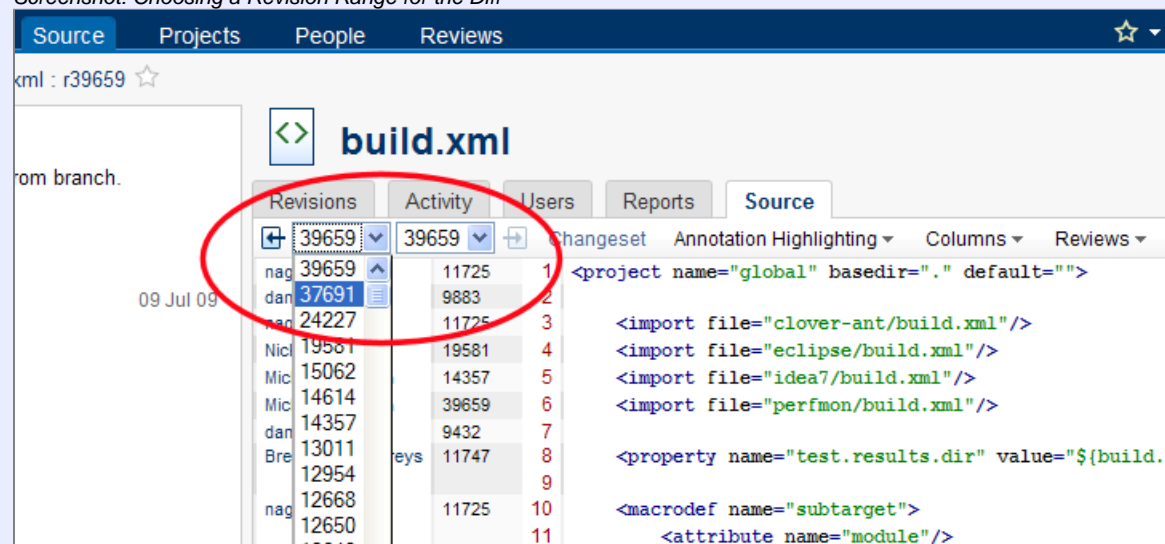 Screenshot: Choosing a Revision Range for the Diff
Source Projects People Reviews
xml : r39659
build.xml
rom branch.
Revisions Activity Users Reports Source
39659 39659 Changeset Annotation Highlighting Columns Reviews
nag 39659 11725 1 <project name="global" basedir="." default="">
09 Jul 09 dan 37691 9883 2
nag 24227 11725 3 <import file="clover-ant/build.xml"/>
Nicl 19581 19581 4 <import file="eclipse/build.xml"/>
Mic 15062 14357 5 <import file="idea7/build.xml"/>
Mic 14614 39659 6 <import file="perfmon/build.xml"/>
dan 14357 9432 7
Bre 13011 eys 11747 8 <property name="test.results.dir" value="${build.
12954 9
nag 12668 11725 10 <macrodef name="subtarget">
12650 11 <attribute name="module"/>